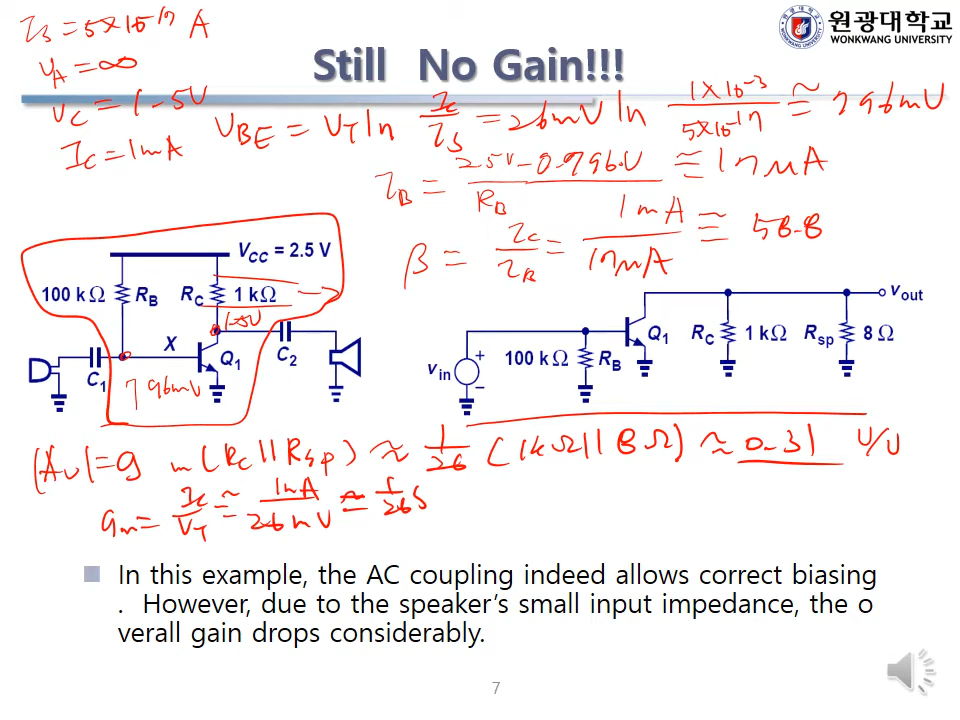 I_S = 5×10^-17 A
V_A = ∞
V_C = 1.5V
I_C = 1mA
원광대학교
WONKWANG UNIVERSITY
Still No Gain!!!
V_BE = V_T ln I_C/I_S = 26mV ln 1×10^-3/5×10^-17 ≅ 796mV
I_B = 2.5V-0.796V/R_B ≅ 17μA
β = I_C/I_B = 1mA/17μA ≅ 58.8
V_CC = 2.5 V
100 kΩ R_B R_C 1 kΩ
1.5V
X Q_1 C_2
C_1
796mV
v_out
Q_1 R_C 1 kΩ R_sp 8 Ω
v_in + − 100 kΩ R_B
|A_v| = g_m (R_C || R_sp) ≈ 1/26 (1kΩ || 8Ω) ≈ 0.31 V/V
g_m = I_C/V_T ≅ 1mA/26mV ≅ 1/26 S
In this example, the AC coupling indeed allows correct biasing
. However, due to the speaker's small input impedance, the o
verall gain drops considerably.
7